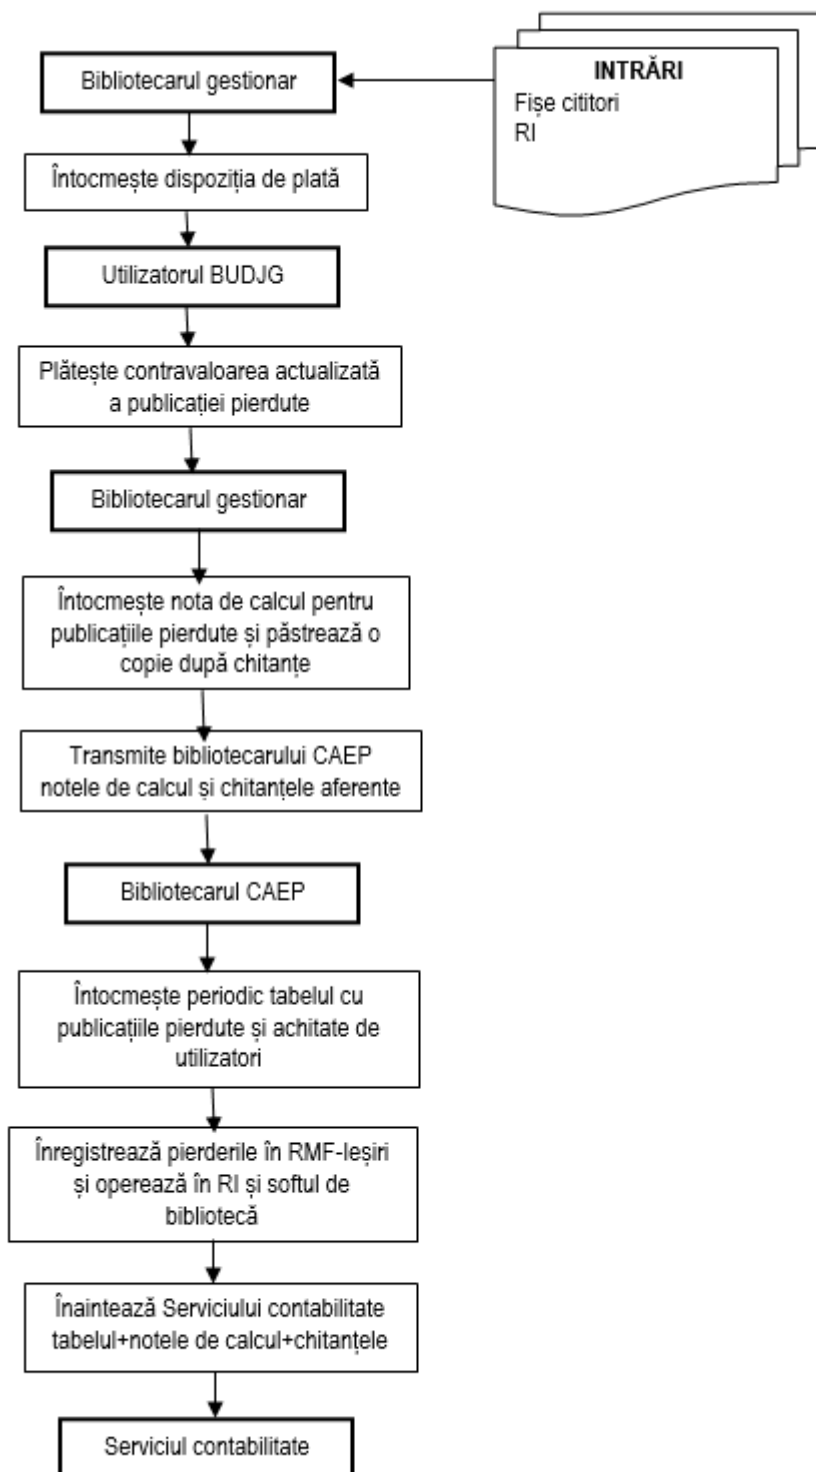 Bibliotecarul gestionar
INTRĂRI
Fișe cititori
RI
Întocmește dispoziția de plată
Utilizatorul BUDJG
Plătește contravaloarea actualizată
a publicației pierdute
Bibliotecarul gestionar
Întocmește nota de calcul pentru
publicațiile pierdute și păstrează o
copie după chitanțe
Transmite bibliotecarului CAEP
notele de calcul și chitanțele aferente
Bibliotecarul CAEP
Întocmește periodic tabelul cu
publicațiile pierdute și achitate de
utilizatori
Înregistrează pierderile în RMF-Ieșiri
și operează în RI și softul de
bibliotecă
Înaintează Serviciului contabilitate
tabelul+notele de calcul+chitanțele
Serviciul contabilitate